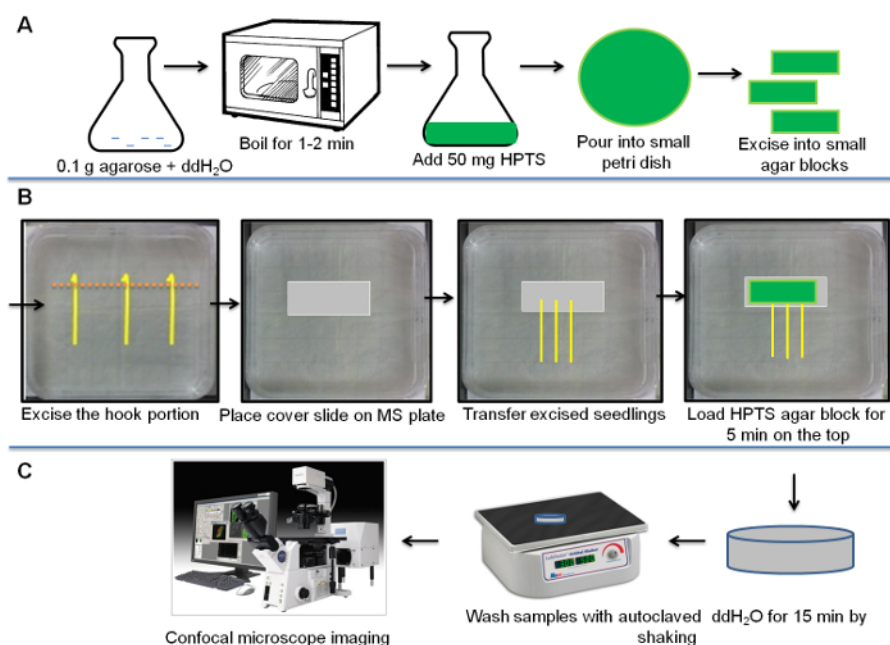 A
0.1 g agarose + ddH₂O
Boil for 1-2 min
Add 50 mg HPTS
Pour into small
petri dish
Excise into small
agar blocks
B
Excise the hook portion
Place cover slide on MS plate
Transfer excised seedlings
Load HPTS agar block for
5 min on the top
C
Confocal microscope imaging
Wash samples with autoclaved ddH₂O for 15 min by
shaking